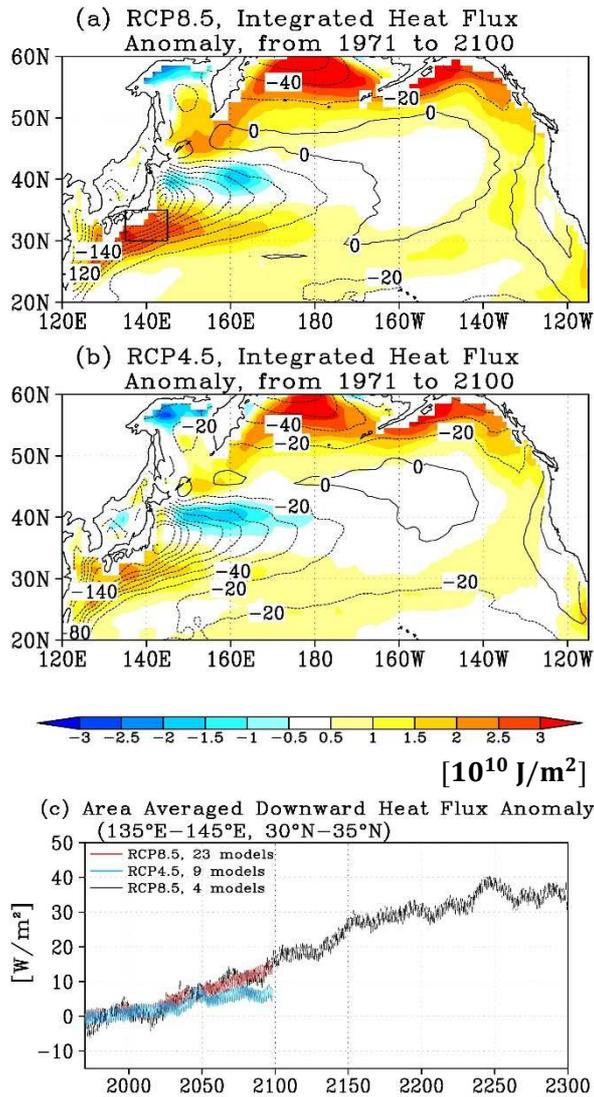 (a) RCP8.5, Integrated Heat Flux
Anomaly, from 1971 to 2100
60N
50N
40N
30N
20N
-40
-20
0
0
0
0
-140
120
-20
120E 140E 160E 180 160W 140W 120W
(b) RCP4.5, Integrated Heat Flux
Anomaly, from 1971 to 2100
60N
50N
40N
30N
20N
-20
-40
-20
-20
0
0
-20
-140
-40
-20
-20
-20
80
120E 140E 160E 180 160W 140W 120W
-3 -2.5 -2 -1.5 -1 -0.5 0.5 1 1.5 2 2.5 3
[10¹⁰ J/m²]
(c) Area Averaged Downward Heat Flux Anomaly
(135°E-145°E, 30°N-35°N)
RCP8.5, 23 models
RCP4.5, 9 models
RCP8.5, 4 models
[W/m²]
50
40
30
20
10
0
-10
2000 2050 2100 2150 2200 2250 2300